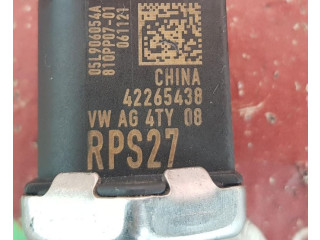 05L906054A
810PP07-01
061121
CHINA
42265438
VW AG 4TY 08
RPS27